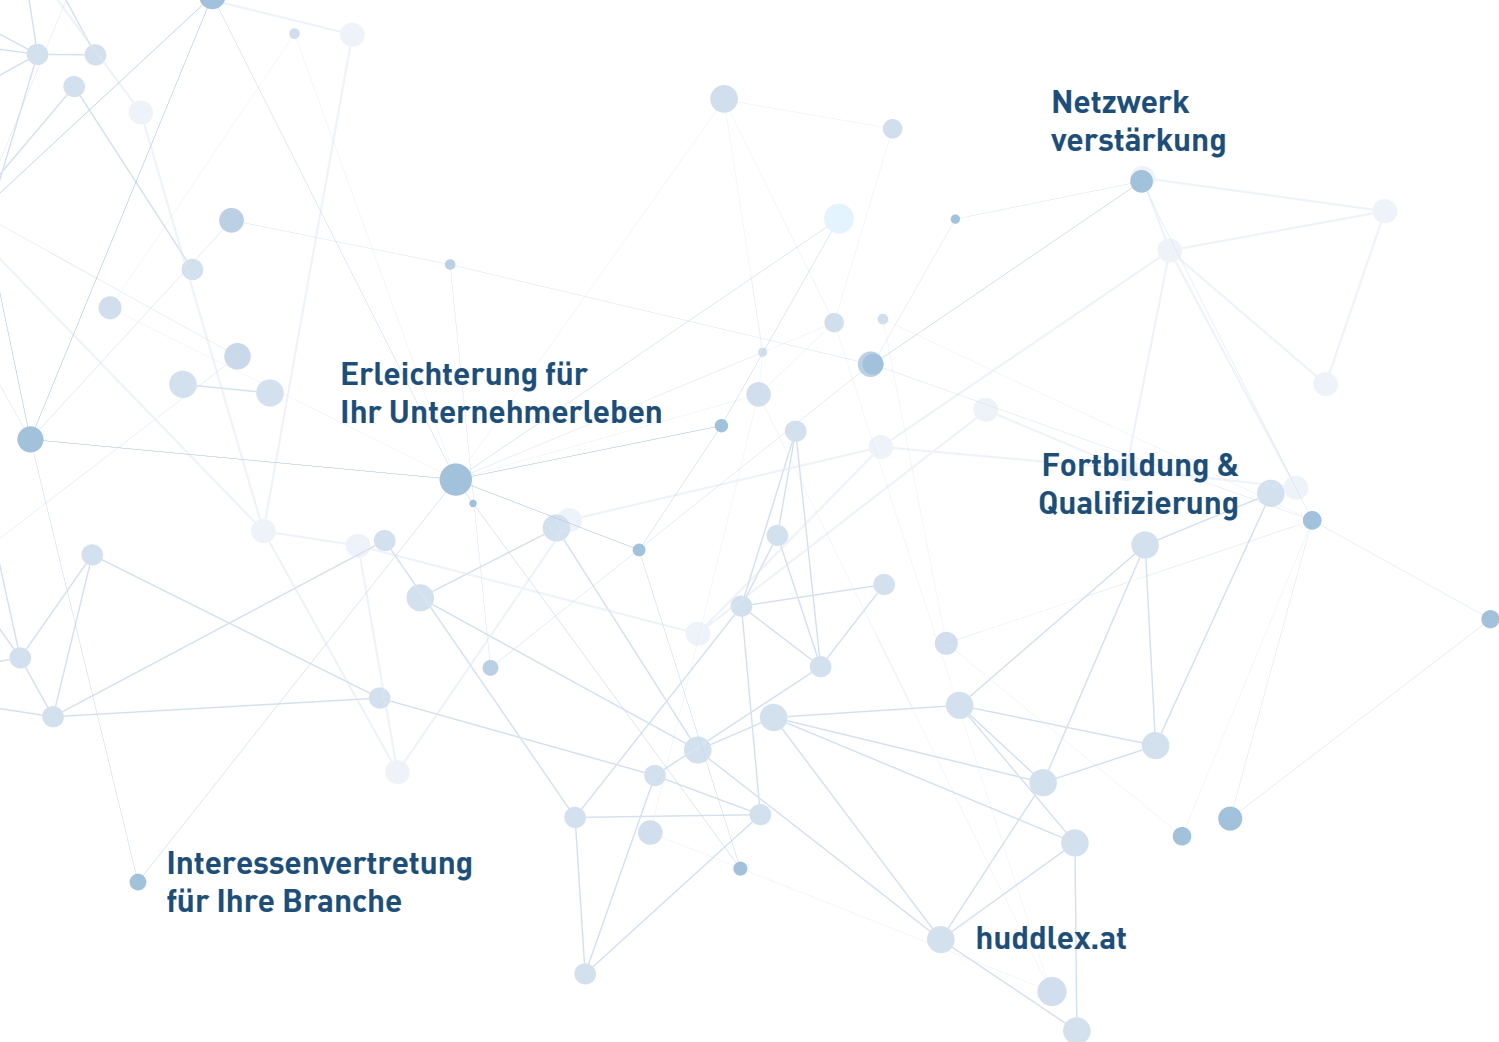 Netzwerk
verstärkung
Erleichterung für
Ihr Unternehmerleben
Fortbildung &
Qualifizierung
Interessenvertretung
für Ihre Branche
huddlex.at